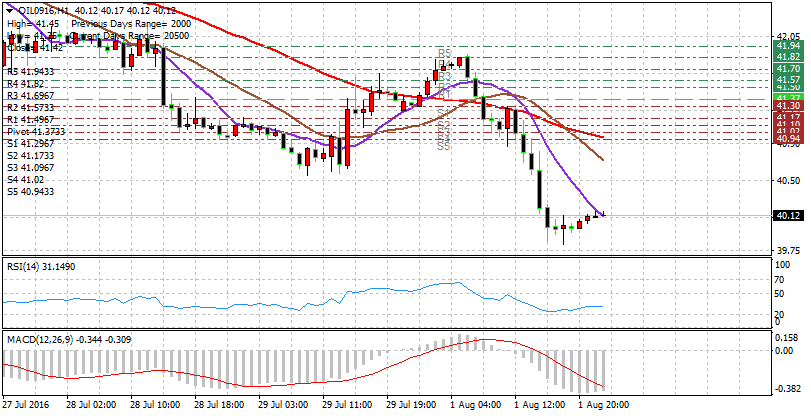 OIL0916,H1 40.12 40.17 40.12 40.12
High= 41.45 Previous Days Range= 2000
Current Days Range= 20500
Close= 41.42
R5 41.9433
R4 41.82
R3 41.6967
R2 41.5733
R1 41.4967
Pivot 41.3733
S1 41.2967
S2 41.1733
S3 41.0967
S4 41.02
S5 40.9433
R5
R3
S5
42.05
41.94
41.82
41.70
41.57
41.50
41.30
41.17
41.10
41.02
40.94
40.50
40.12
39.75
RSI(14) 31.1490
100
70
50
20
0
MACD(12,26,9) -0.344 -0.309
0.158
0.00
-0.382
27 Jul 2016
28 Jul 02:00
28 Jul 10:00
28 Jul 18:00
29 Jul 03:00
29 Jul 11:00
29 Jul 19:00
1 Aug 04:00
1 Aug 12:00
1 Aug 20:00